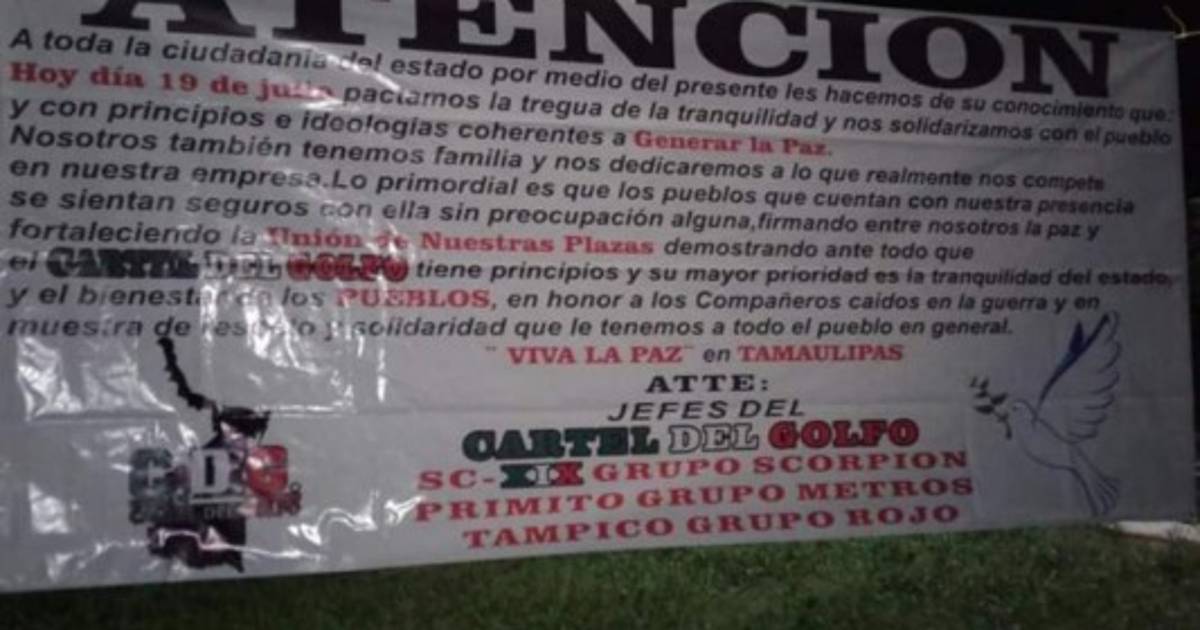 ATENCION
A toda la ciudadania del estado por medio del presente les hacemos de su conocimiento que:
Hoy día 19 de julio pactamos la tregua de la tranquilidad y nos solidarizamos con el pueblo
y con principios e ideologias coherentes a Generar la Paz.
Nosotros también tenemos familia y nos dedicaremos a lo que realmente nos compete
en nuestra empresa.Lo primordial es que los pueblos que cuentan con nuestra presencia
se sientan seguros con ella sin preocupación alguna,firmando entre nosotros la paz y
fortaleciendo la Unión de Nuestras Plazas demostrando ante todo que
el CARTEL DEL GOLFO tiene principios y su mayor prioridad es la tranquilidad del estado,
y el bienestar de los PUEBLOS, en honor a los Compañeros caidos en la guerra y en
muestra de respeto y solidaridad que le tenemos a todo el pueblo en general.
¨ VIVA LA PAZ¨ en TAMAULIPAS
ATTE:
JEFES DEL
CARTEL DEL GOLFO
SC-XIX GRUPO SCORPION
PRIMITO GRUPO METROS
TAMPICO GRUPO ROJO
C.D.G